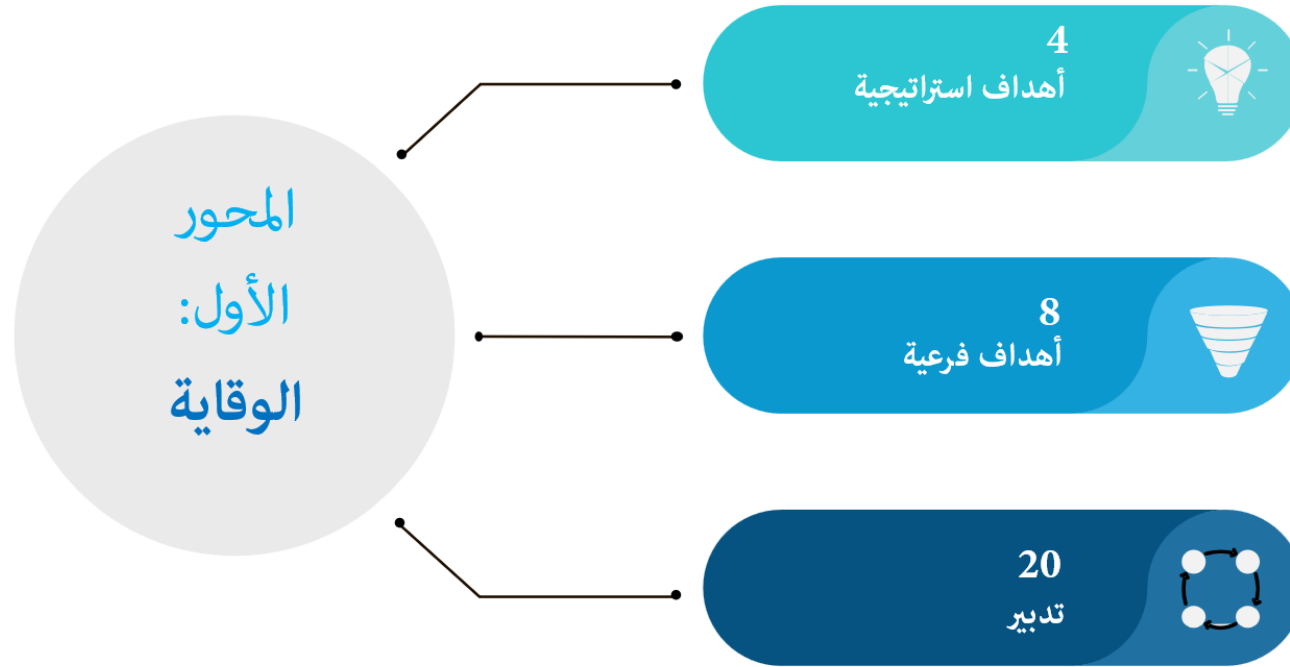 المحور
الأول:
الوقاية
4
أهداف استراتيجية
8
أهداف فرعية
20
تدبير